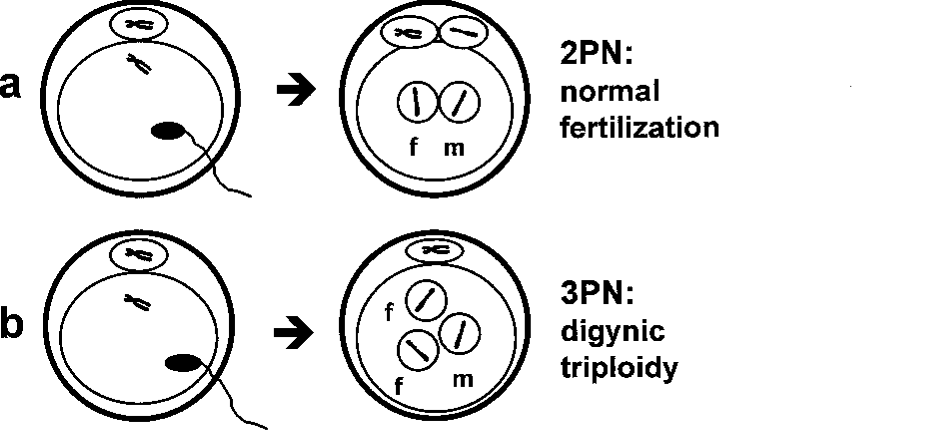 a
2PN:
normal
fertilization
f m
b
3PN:
digynic
triploidy
f
f
m